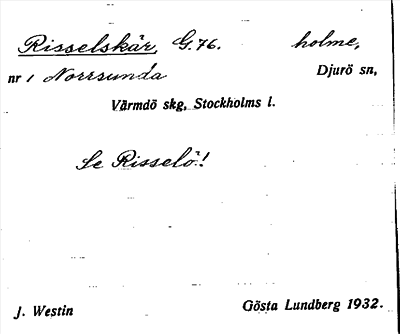 Risselskär, G.76. holme,
nr 1 Norrsunda Djurö sn,
Värmdö skg, Stockholms l.
Se Risselö!
J. Westin Gösta Lundberg 1932.